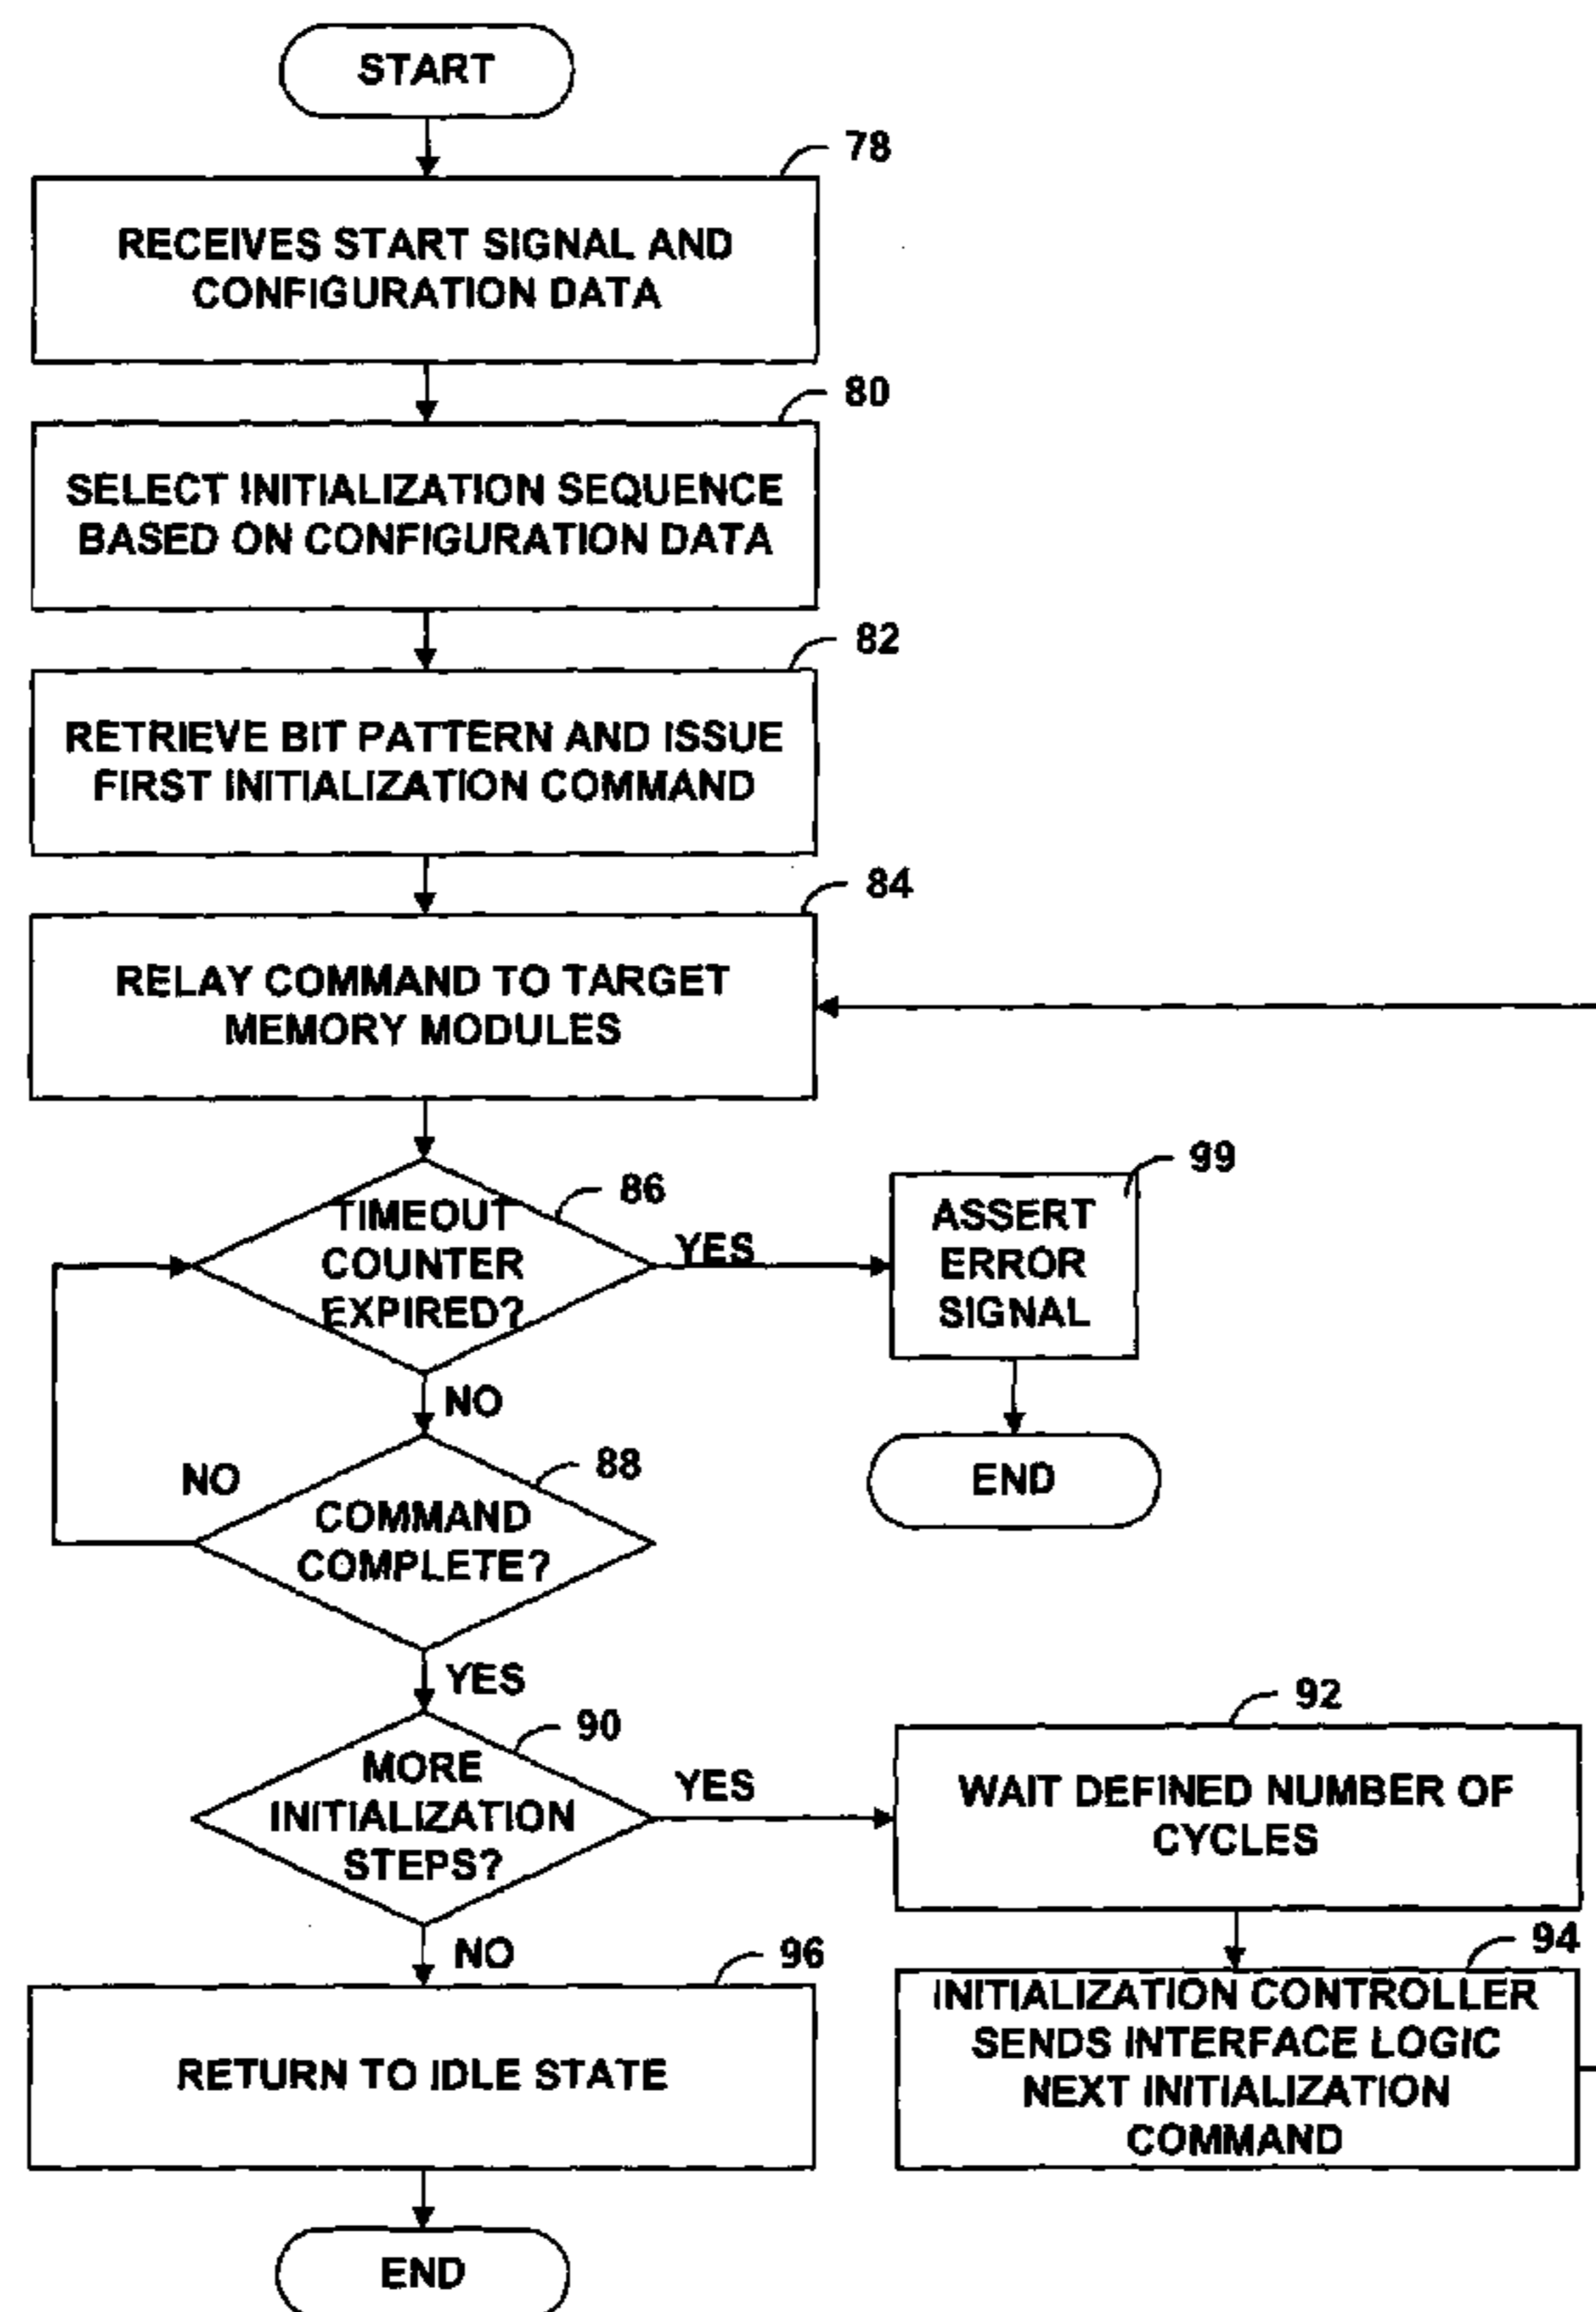 START
78
RECEIVES START SIGNAL AND
CONFIGURATION DATA
80
SELECT INITIALIZATION SEQUENCE
BASED ON CONFIGURATION DATA
82
RETRIEVE BIT PATTERN AND ISSUE
FIRST INITIALIZATION COMMAND
84
RELAY COMMAND TO TARGET
MEMORY MODULES
86
TIMEOUT
COUNTER
EXPIRED?
YES
99
ASSERT
ERROR
SIGNAL
END
NO
88
NO
COMMAND
COMPLETE?
YES
90
MORE
INITIALIZATION
STEPS?
YES
92
WAIT DEFINED NUMBER OF
CYCLES
94
INITIALIZATION CONTROLLER
SENDS INTERFACE LOGIC
NEXT INITIALIZATION
COMMAND
NO
96
RETURN TO IDLE STATE
END